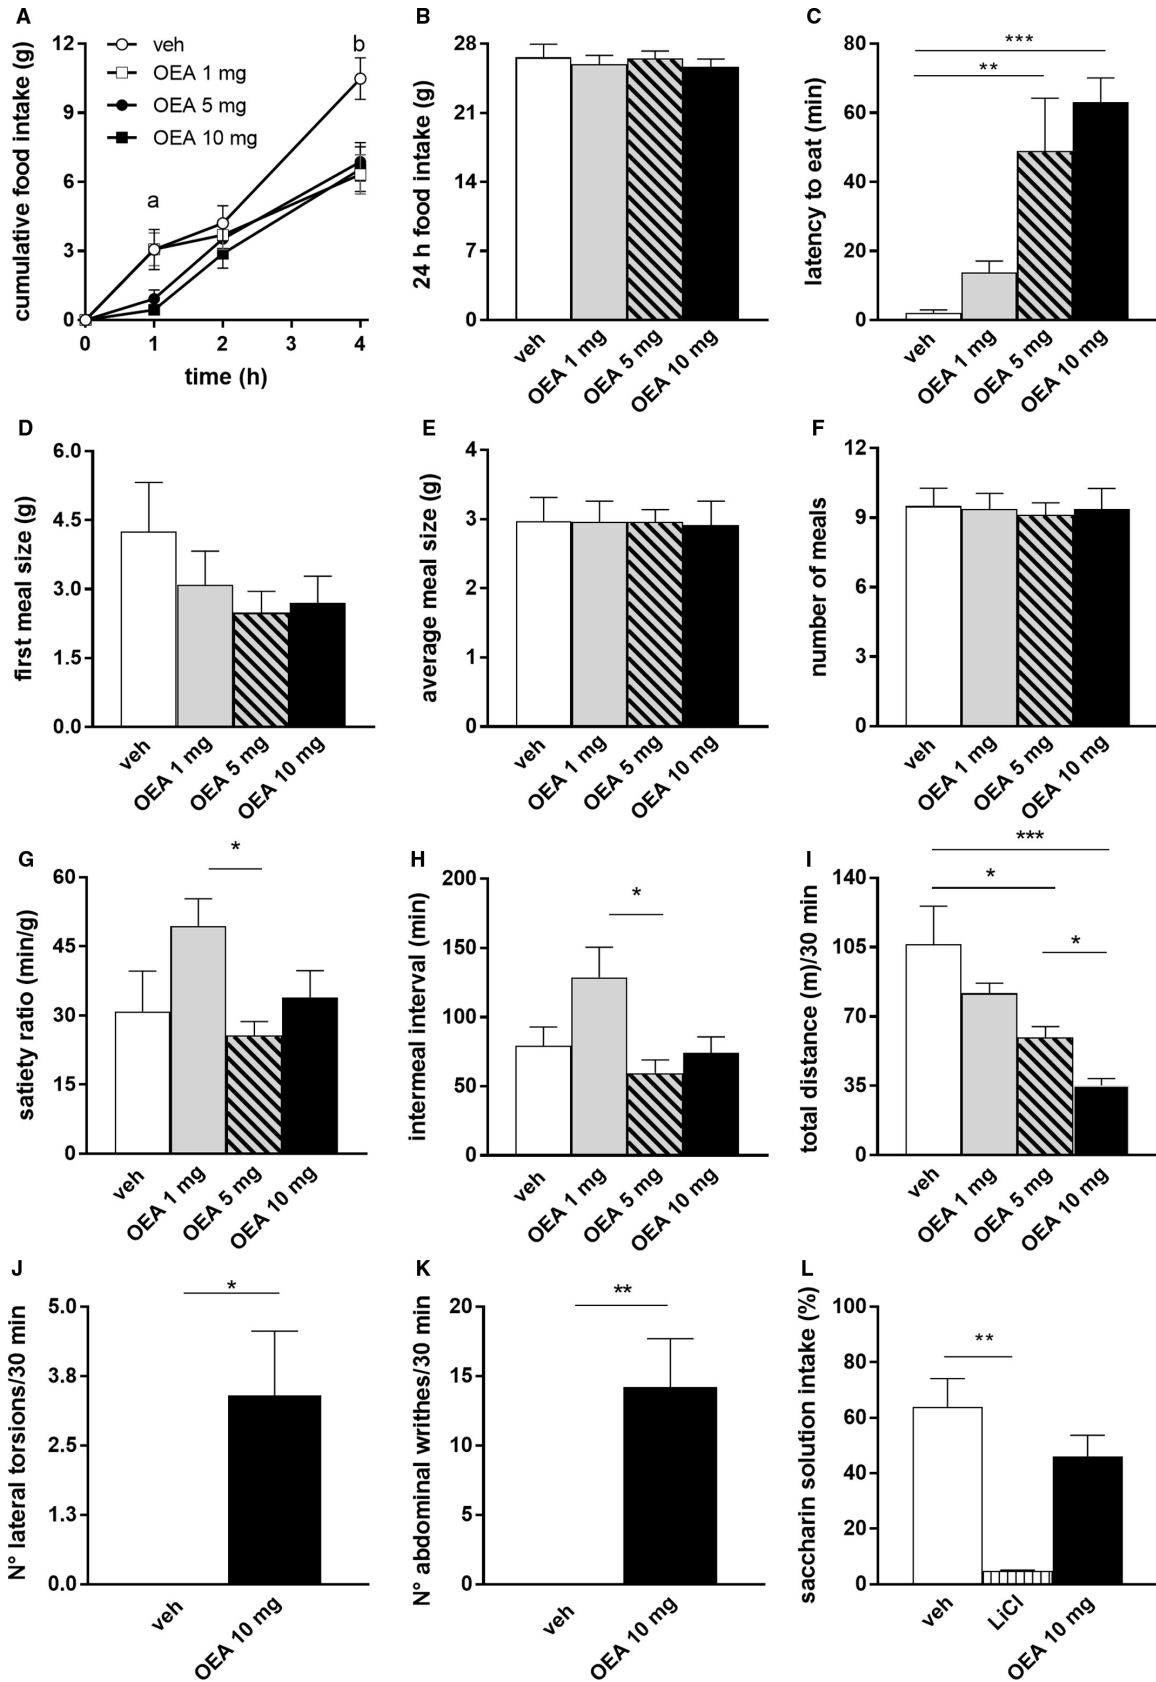 A
cumulative food intake (g)
12
9
6
3
0
veh
OEA 1 mg
OEA 5 mg
OEA 10 mg
a
b
0 1 2 3 4
time (h)
B
24 h food intake (g)
28
21
14
7
0
veh OEA 1 mg OEA 5 mg OEA 10 mg
C
latency to eat (min)
80
60
40
20
0
***
**
veh OEA 1 mg OEA 5 mg OEA 10 mg
D
first meal size (g)
6.0
4.5
3.0
1.5
0.0
veh OEA 1 mg OEA 5 mg OEA 10 mg
E
average meal size (g)
4
3
2
1
0
veh OEA 1 mg OEA 5 mg OEA 10 mg
F
number of meals
12
9
6
3
0
veh OEA 1 mg OEA 5 mg OEA 10 mg
G
satiety ratio (min/g)
60
45
30
15
0
*
veh OEA 1 mg OEA 5 mg OEA 10 mg
H
intermeal interval (min)
200
150
100
50
0
*
veh OEA 1 mg OEA 5 mg OEA 10 mg
I
total distance (m)/30 min
140
105
70
35
0
***
*
*
veh OEA 1 mg OEA 5 mg OEA 10 mg
J
N° lateral torsions/30 min
5.0
3.8
2.5
1.3
0.0
*
veh OEA 10 mg
K
N° abdominal writhes/30 min
20
15
10
5
0
**
veh OEA 10 mg
L
saccharin solution intake (%)
100
80
60
40
20
0
**
veh LiCl OEA 10 mg